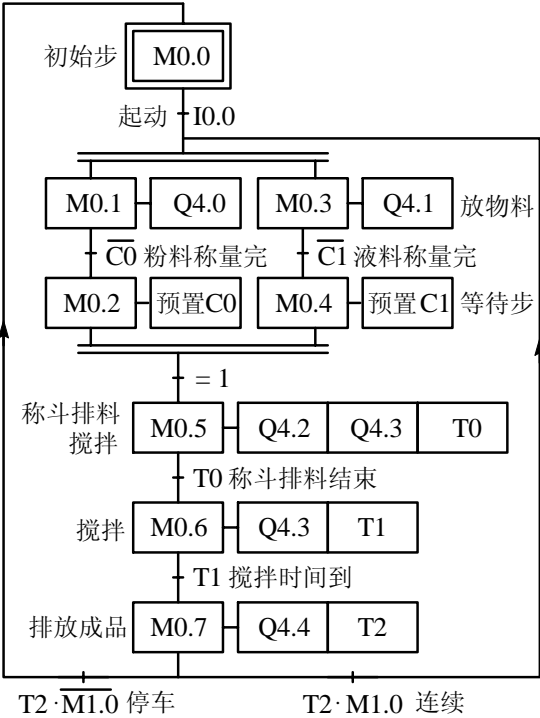 初始步 M0.0
起动 I0.0
M0.1 Q4.0 M0.3 Q4.1 放物料
C̅0̅ 粉料称量完 C̅1̅ 液料称量完
M0.2 预置C0 M0.4 预置C1 等待步
= 1
称斗排料
搅拌 M0.5 Q4.2 Q4.3 T0
T0 称斗排料结束
搅拌 M0.6 Q4.3 T1
T1 搅拌时间到
排放成品 M0.7 Q4.4 T2
T2·M̅1̅.̅0̅ 停车 T2·M1.0 连续